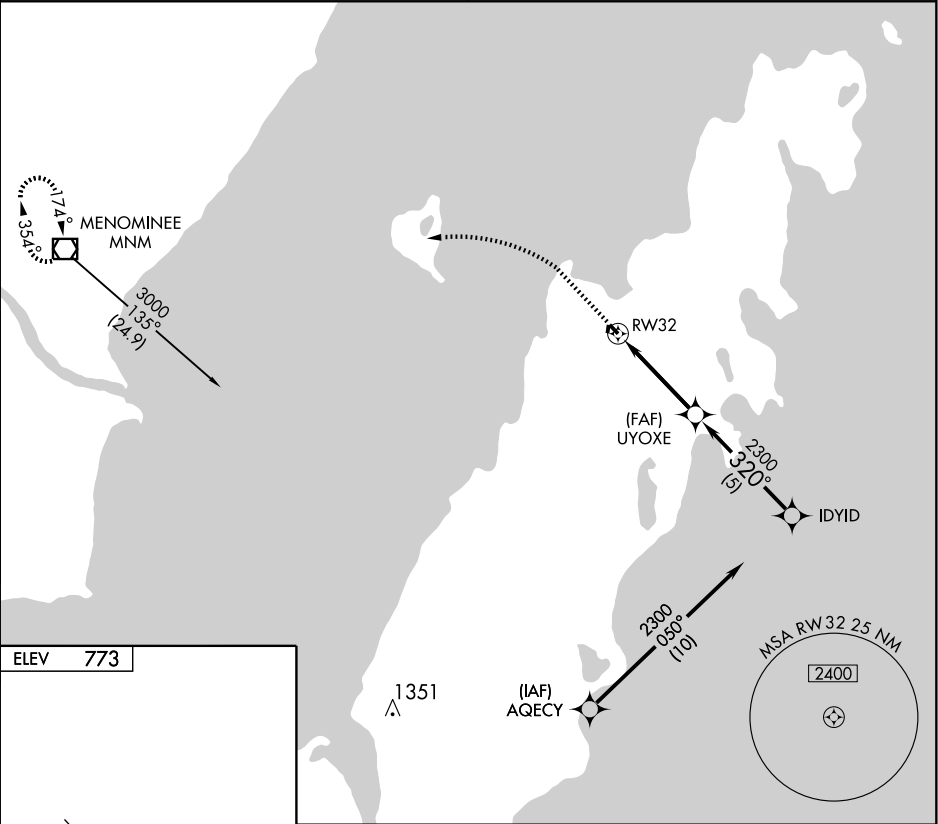 174°
354°
MENOMINEE
MNM
3000
135°
(24.9)
RW32
(FAF)
UYOXE
2300
320°
(5)
IDYID
2300
050°
(10)
(IAF)
AQECY
1351
MSA RW32 25 NM
2400
ELEV 773